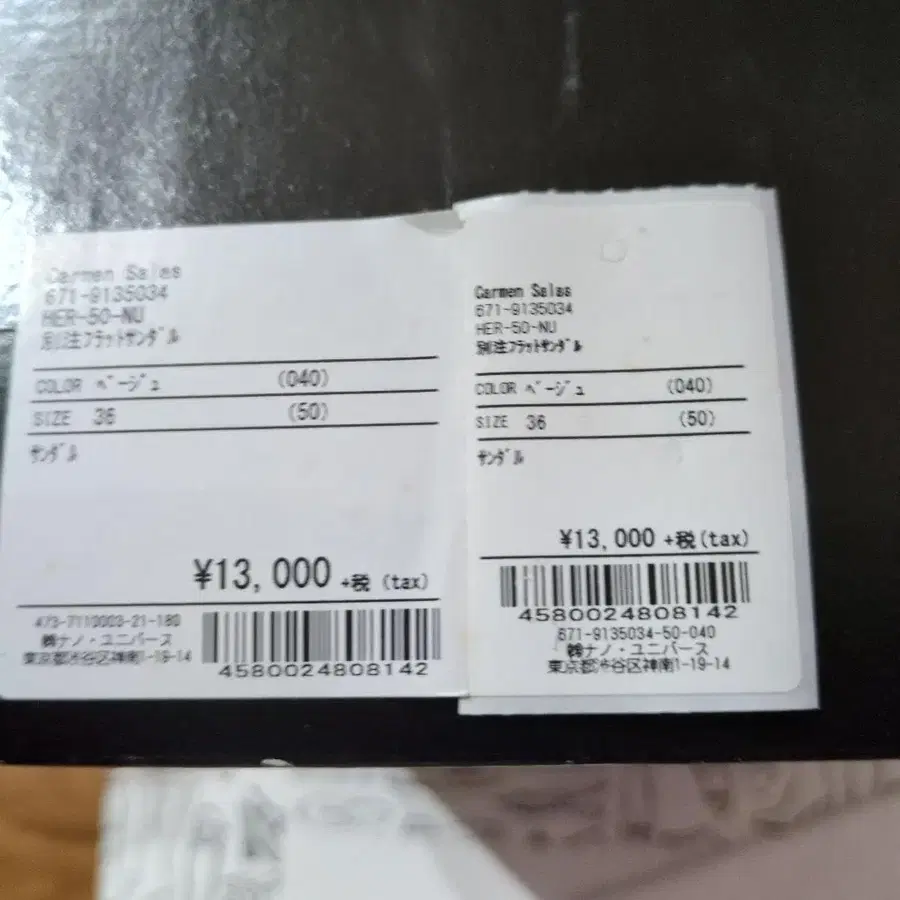 Carmen Salas
671-9135034
HER-50-NU
別注フラットサンダル
COLOR ベージュ (040)
SIZE 36 (50)
サンダル
¥13,000 +税 (tax)
473-7110003-21-180
㈱ナノ・ユニバース
東京都渋谷区神南1-19-14
4580024808142
Carmen Salas
671-9135034
HER-50-NU
別注フラットサンダル
COLOR ベージュ (040)
SIZE 36 (50)
サンダル
¥13,000 +税(tax)
4580024808142
671-9135034-50-040
㈱ナノ・ユニバース
東京都渋谷区神南1-19-14